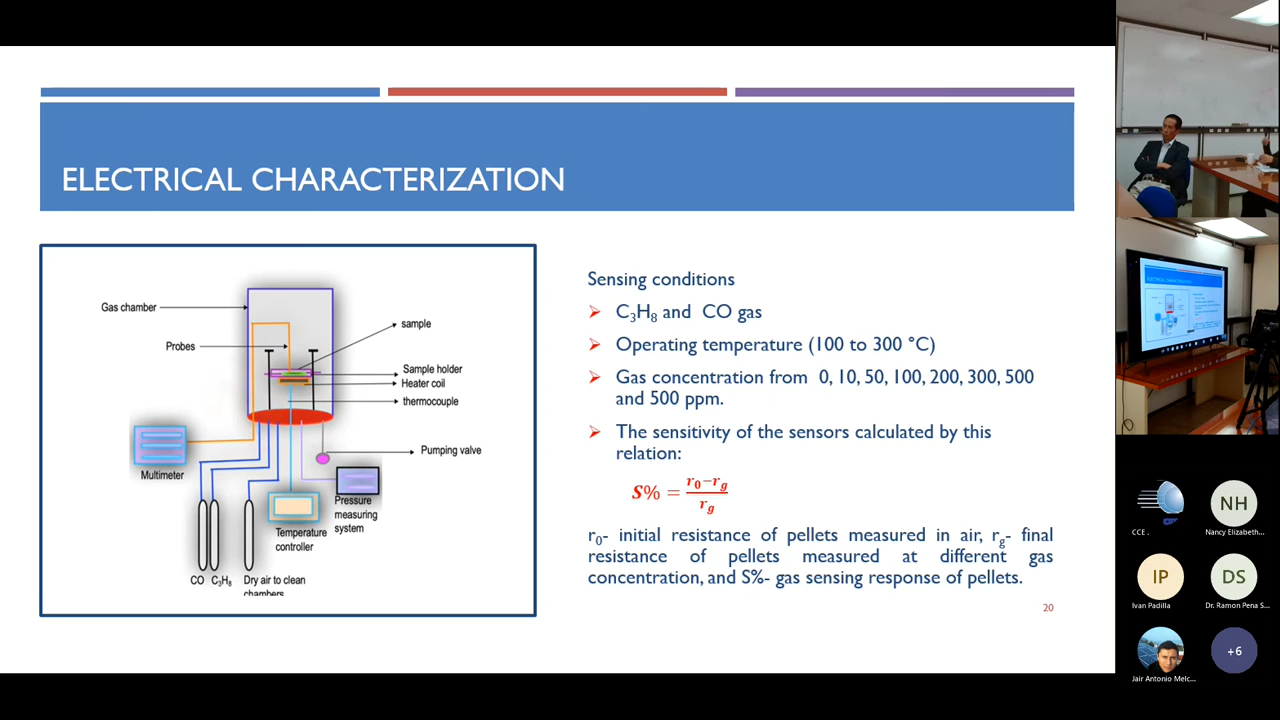 ELECTRICAL CHARACTERIZATION
Gas chamber
Probes
sample
Sample holder
Heater coil
thermocouple
Pumping valve
Multimeter
Pressure
measuring
system
Temperature
controller
CO C₃H₈ Dry air to clean
chambers
Sensing conditions
➢ C₃H₈ and CO gas
➢ Operating temperature (100 to 300 °C)
➢ Gas concentration from 0, 10, 50, 100, 200, 300, 500
and 500 ppm.
➢ The sensitivity of the sensors calculated by this
relation:
S% = (r₀−r_g)/r_g
r₀- initial resistance of pellets measured in air, r_g- final
resistance of pellets measured at different gas
concentration, and S%- gas sensing response of pellets.
20
CCE .
NH
Nancy Elizabeth...
IP
Ivan Padilla
DS
Dr. Ramon Pena S...
Jair Antonio Melc...
+6